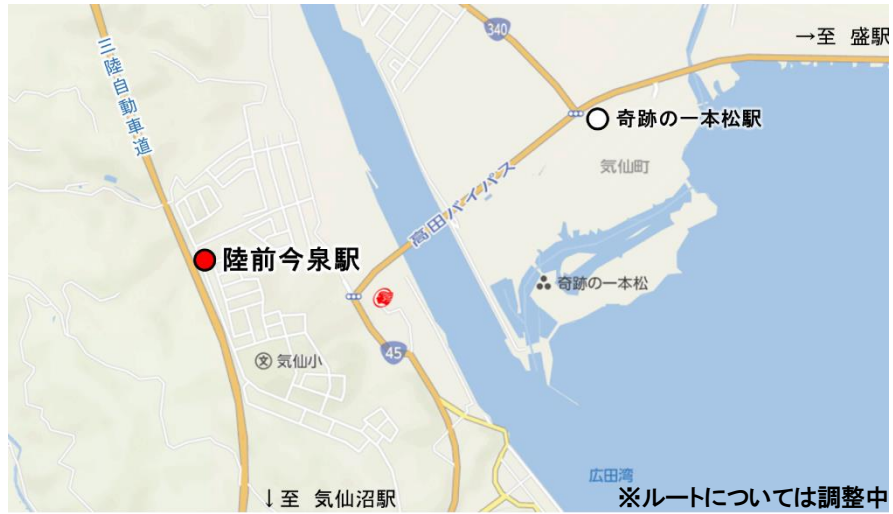 340
→至 盛駅
三陸自動車道
奇跡の一本松駅
気仙町
高田バイパス
陸前今泉駅
奇跡の一本松
45
文 気仙小
広田湾
↓至 気仙沼駅
※ルートについては調整中